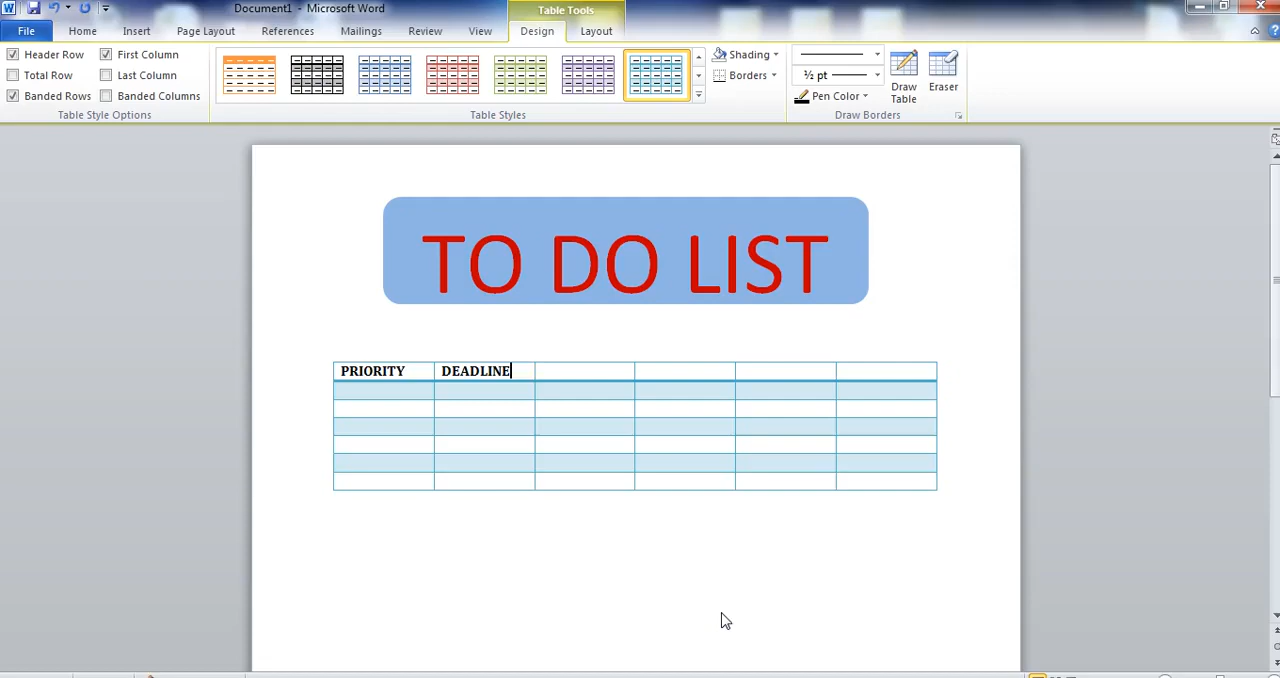 Document1 - Microsoft Word
Table Tools
File Home Insert Page Layout References Mailings Review View Design Layout
Header Row First Column
Total Row Last Column
Banded Rows Banded Columns
Table Style Options
Table Styles
Shading
Borders
½ pt
Pen Color
Draw Table
Eraser
Draw Borders
TO DO LIST
PRIORITY DEADLINE